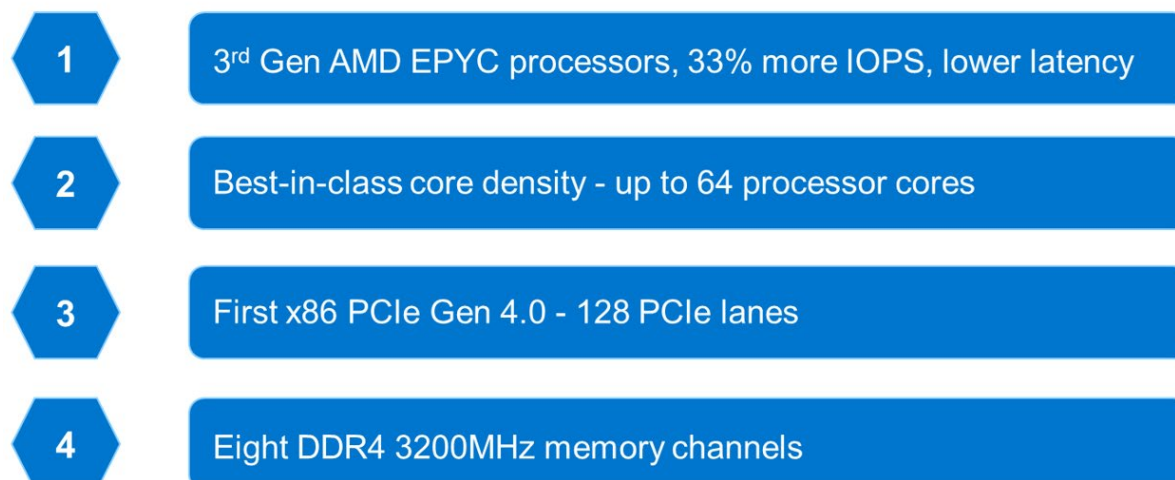 1
3rd Gen AMD EPYC processors, 33% more IOPS, lower latency
2
Best-in-class core density - up to 64 processor cores
3
First x86 PCIe Gen 4.0 - 128 PCIe lanes
4
Eight DDR4 3200MHz memory channels